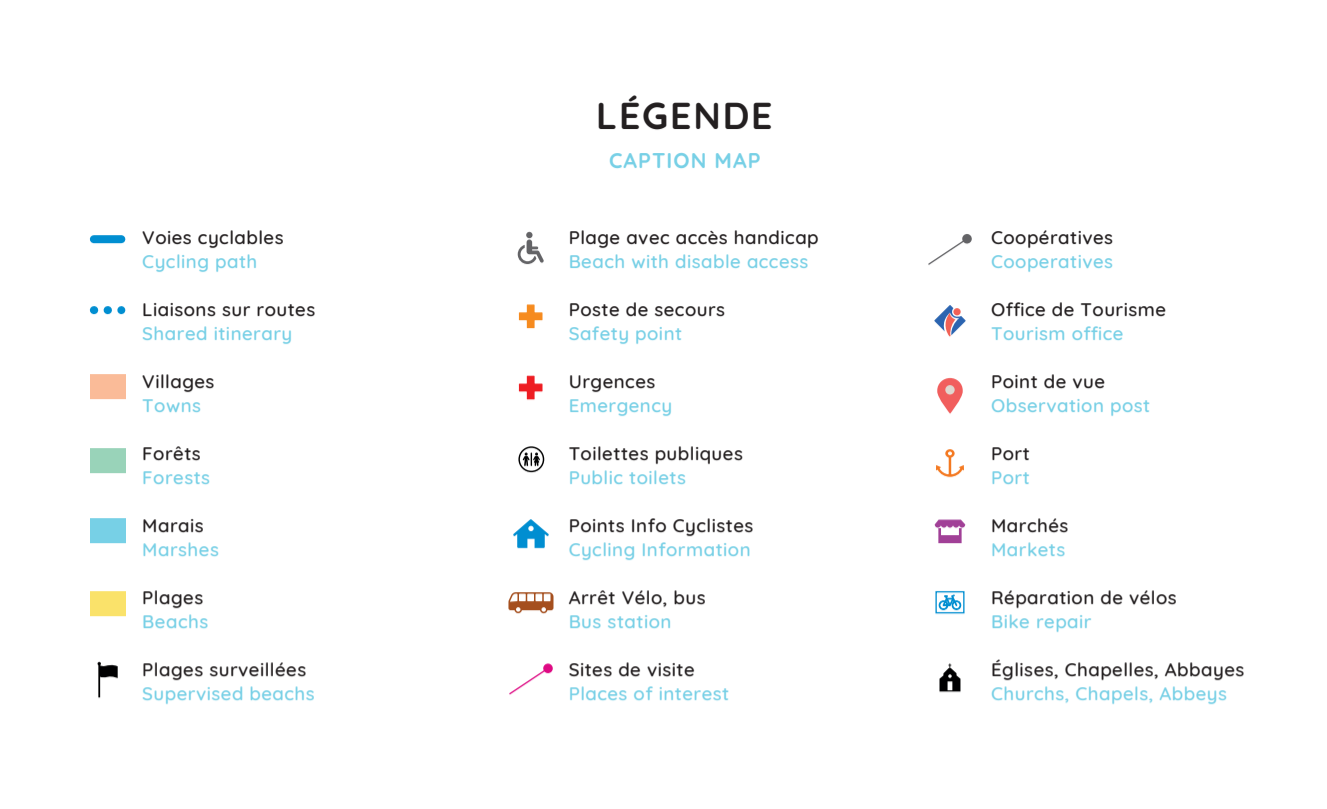 LÉGENDE
CAPTION MAP
Voies cyclables
Cycling path
Liaisons sur routes
Shared itinerary
Villages
Towns
Forêts
Forests
Marais
Marshes
Plages
Beachs
Plages surveillées
Supervised beachs
Plage avec accès handicap
Beach with disable access
Poste de secours
Safety point
Urgences
Emergency
Toilettes publiques
Public toilets
Points Info Cyclistes
Cycling Information
Arrêt Vélo, bus
Bus station
Sites de visite
Places of interest
Coopératives
Cooperatives
Office de Tourisme
Tourism office
Point de vue
Observation post
Port
Port
Marchés
Markets
Réparation de vélos
Bike repair
Églises, Chapelles, Abbayes
Churchs, Chapels, Abbeys